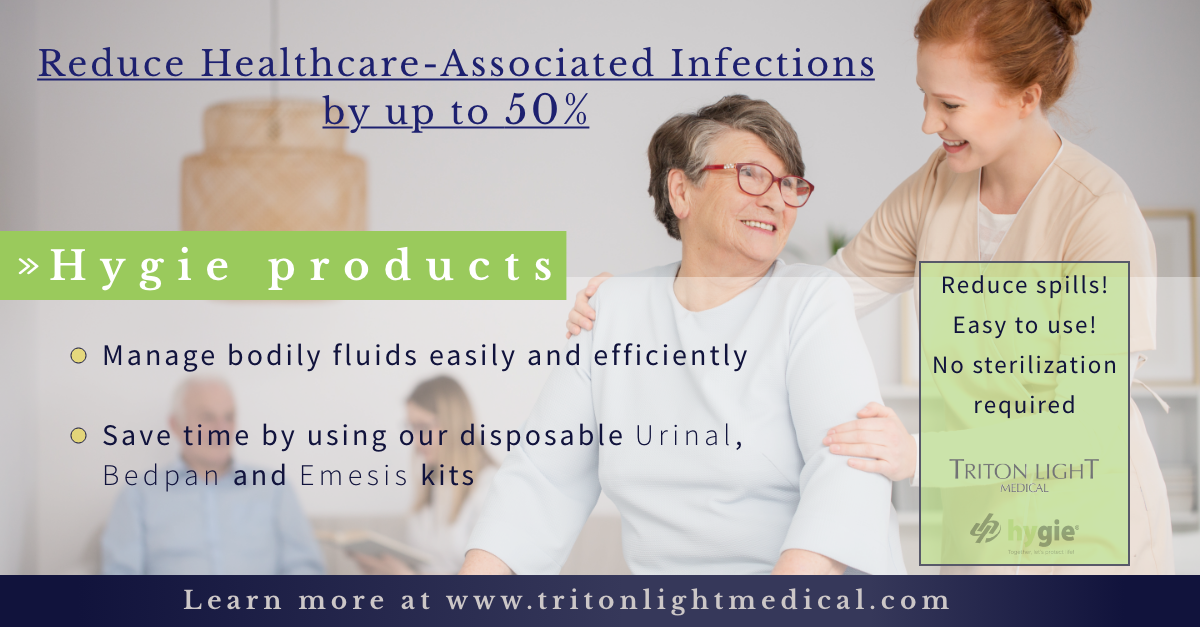 Reduce Healthcare-Associated Infections
by up to 50%
»Hygie products
Manage bodily fluids easily and efficiently
Save time by using our disposable Urinal,
Bedpan and Emesis kits
Reduce spills!
Easy to use!
No sterilization
required
TRITON LIGHT
MEDICAL
hygie®
Learn more at www.tritonlightmedical.com